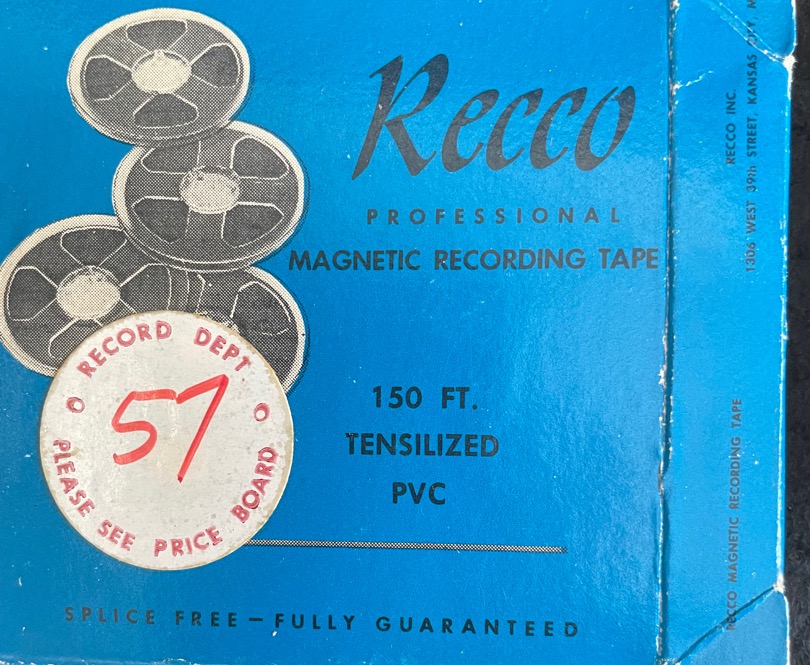 Recco
PROFESSIONAL
MAGNETIC RECORDING TAPE
150 FT.
TENSILIZED
PVC
RECORD DEPT
57
PLEASE SEE PRICE BOARD
SPLICE FREE—FULLY GUARANTEED
RECCO INC.
1306 WEST 39th STREET, KANSAS CITY, M
RECCO MAGNETIC RECORDING TAPE